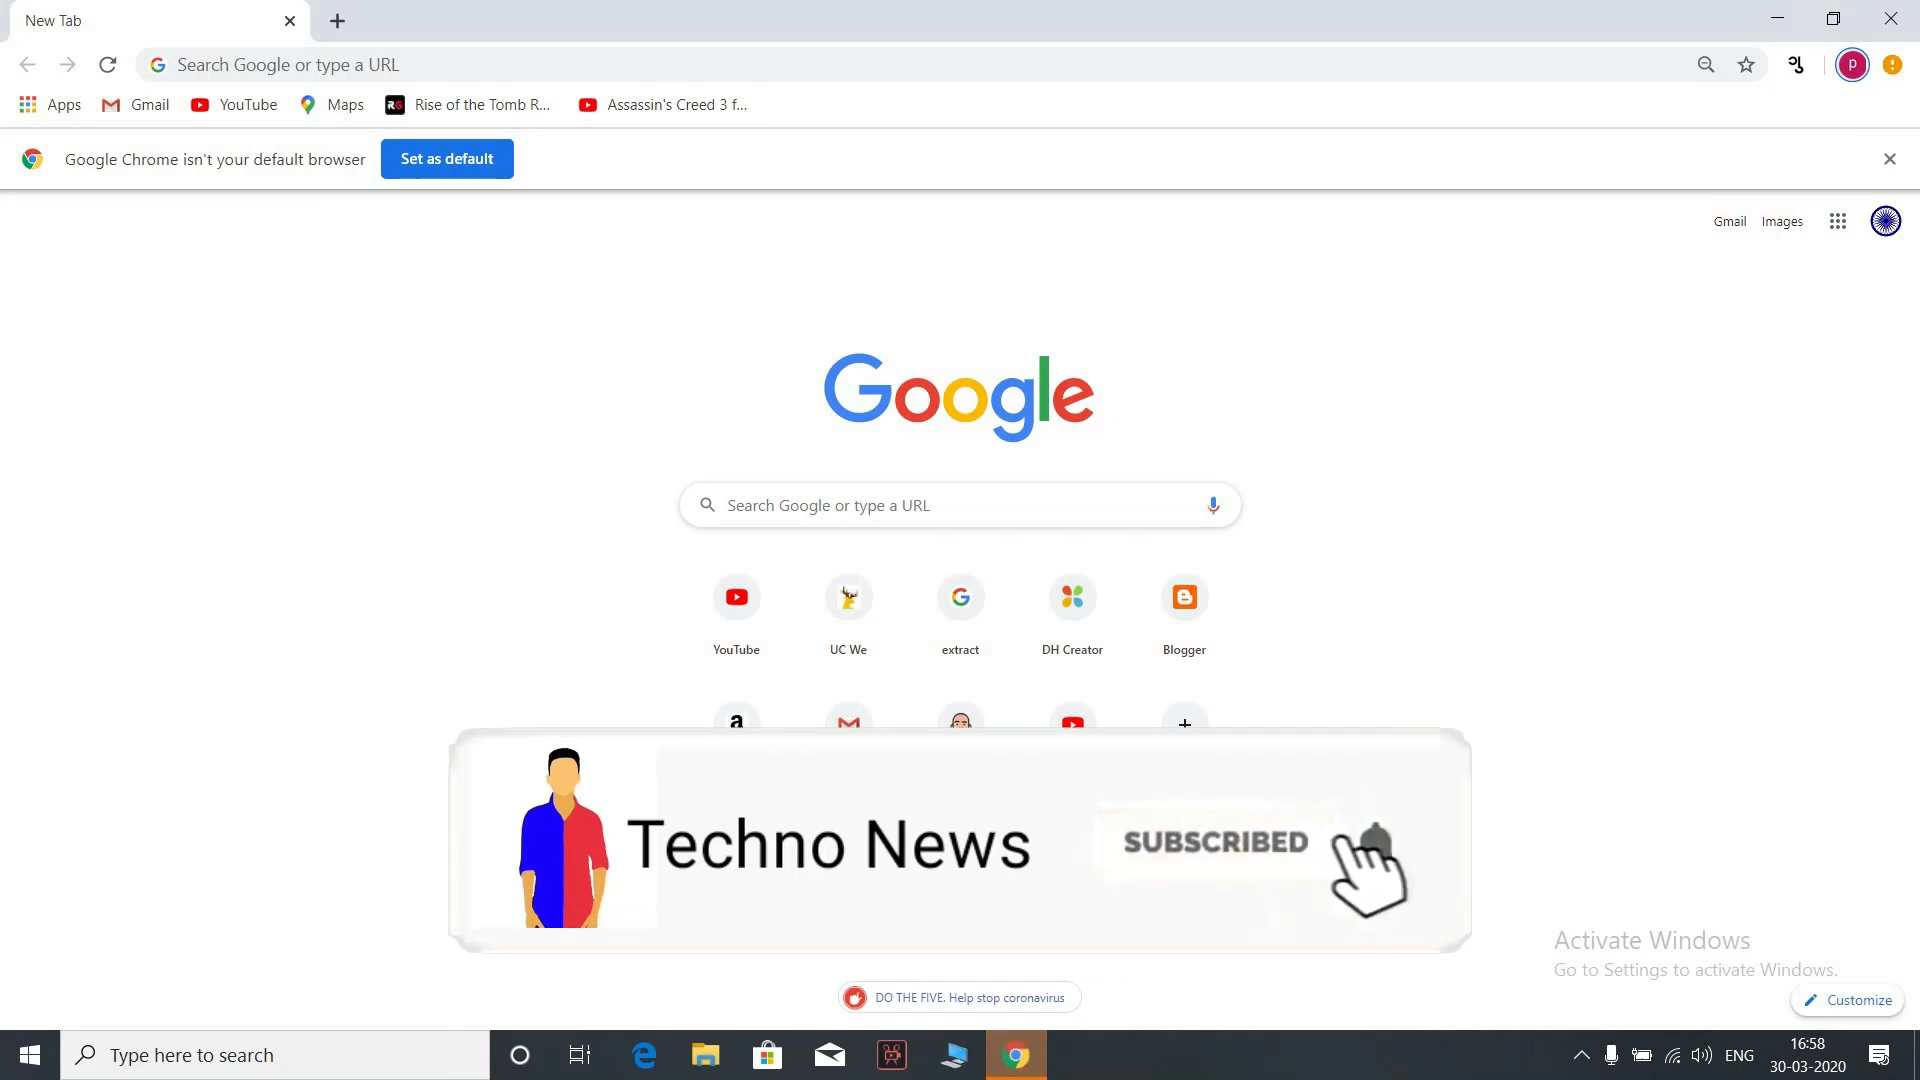 New Tab
Search Google or type a URL
P
Apps Gmail YouTube Maps RG Rise of the Tomb R... Assassin's Creed 3 f...
Google Chrome isn't your default browser Set as default
Gmail Images
Google
Search Google or type a URL
YouTube UC We extract DH Creator Blogger
Techno News SUBSCRIBED
Activate Windows
Go to Settings to activate Windows.
DO THE FIVE. Help stop coronavirus
Customize
Type here to search
ENG
16:58
30-03-2020